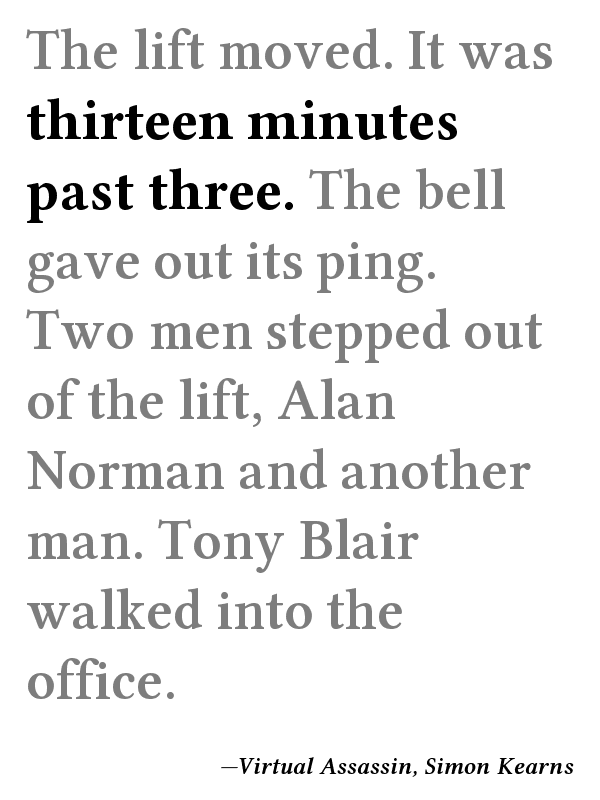 The lift moved. It was
thirteen minutes
past three. The bell
gave out its ping.
Two men stepped out
of the lift, Alan
Norman and another
man. Tony Blair
walked into the
office.
—Virtual Assassin, Simon Kearns